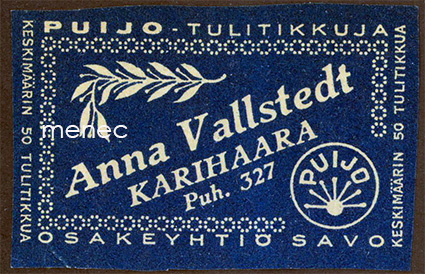 PUIJO-TULITIKKUJA
KESKIMÄÄRIN 50 TULITIKKUA
menec
Anna Vallstedt
KARIHAARA
Puh. 327
PUIJO
KESKIMÄÄRIN 50 TULITIKKUA
OSAKEYHTIÖ SAVO